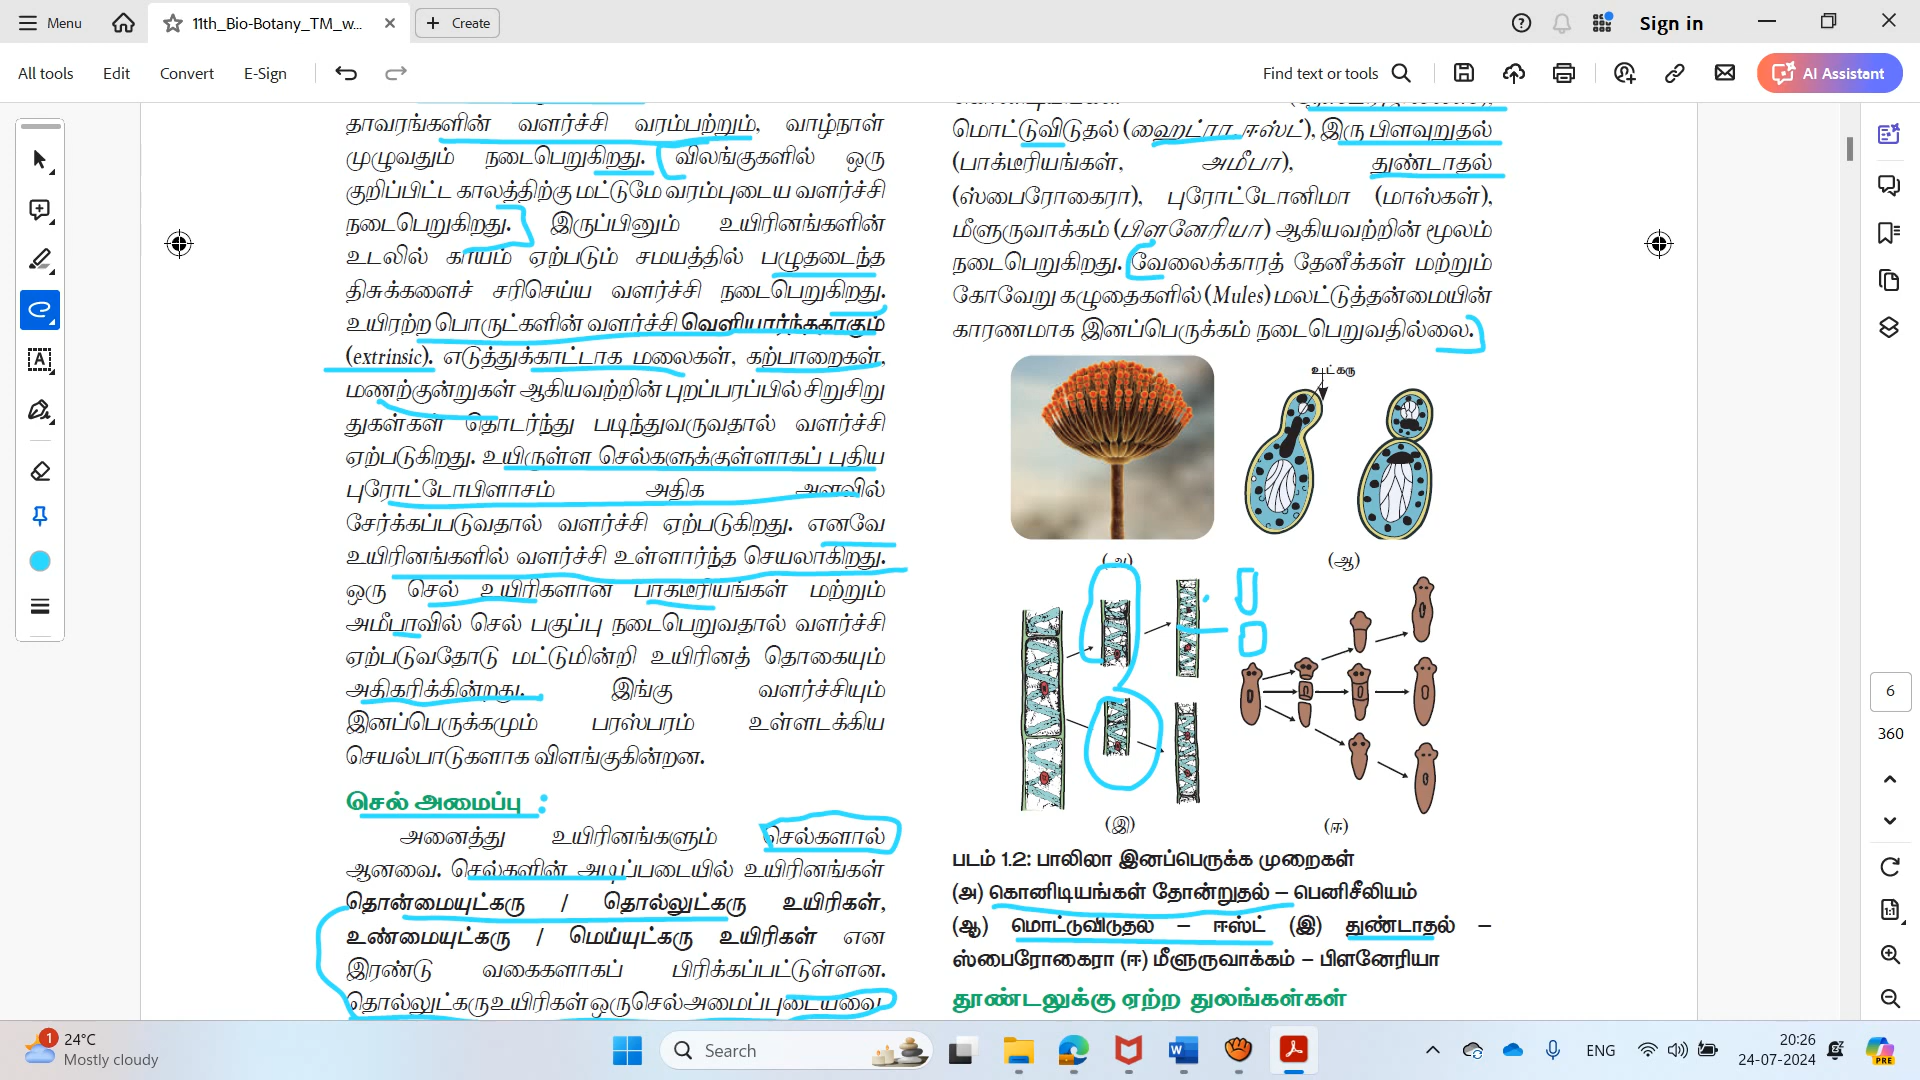 Menu
11th_Bio-Botany_TM_w...
Create
Sign in
All tools
Edit
Convert
E-Sign
Find text or tools
AI Assistant
தாவரங்களின் வளர்ச்சி வரம்பற்றும், வாழ்நாள்
முழுவதும் நடைபெறுகிறது. விலங்குகளில் ஒரு
குறிப்பிட்ட காலத்திற்கு மட்டுமே வரம்புடைய வளர்ச்சி
நடைபெறுகிறது. இருப்பினும் உயிரினங்களின்
உடலில் காயம் ஏற்படும் சமயத்தில் பழுதடைந்த
திசுக்களைச் சரிசெய்ய வளர்ச்சி நடைபெறுகிறது.
உயிரற்ற பொருட்களின் வளர்ச்சி வெளியார்ந்ததாகும்
(extrinsic). எடுத்துக்காட்டாக மலைகள், கற்பாறைகள்,
மணற்குன்றுகள் ஆகியவற்றின் புறப்பரப்பில் சிறுசிறு
துகள்கள் தொடர்ந்து படிந்துவருவதால் வளர்ச்சி
ஏற்படுகிறது. உயிருள்ள செல்களுக்குள்ளாகப் புதிய
புரோட்டோபிளாசம் அதிக அளவில்
சேர்க்கப்படுவதால் வளர்ச்சி ஏற்படுகிறது. எனவே
உயிரினங்களில் வளர்ச்சி உள்ளார்ந்த செயலாகிறது.
ஒரு செல் உயிரிகளான பாக்டீரியங்கள் மற்றும்
அமீபாவில் செல் பகுப்பு நடைபெறுவதால் வளர்ச்சி
ஏற்படுவதோடு மட்டுமின்றி உயிரினத் தொகையும்
அதிகரிக்கின்றது. இங்கு வளர்ச்சியும்
இனப்பெருக்கமும் பரஸ்பரம் உள்ளடக்கிய
செயல்பாடுகளாக விளங்குகின்றன.
செல் அமைப்பு :
அனைத்து உயிரினங்களும் செல்களால்
ஆனவை. செல்களின் அடிப்படையில் உயிரினங்கள்
தொன்மையுட்கரு / தொல்லுட்கரு உயிரிகள்,
உண்மையுட்கரு / மெய்யுட்கரு உயிரிகள் என
இரண்டு வகைகளாகப் பிரிக்கப்பட்டுள்ளன.
தொல்லுட்கரு உயிரிகள் ஒரு செல் அமைப்புடையவை
மொட்டுவிடுதல் (ஹைட்ரா, ஈஸ்ட்), இரு பிளவுறுதல்
(பாக்டீரியங்கள், அமீபா), துண்டாதல்
(ஸ்பைரோகைரா), புரோட்டோனிமா (மாஸ்கள்),
மீளுருவாக்கம் (பிளனேரியா) ஆகியவற்றின் மூலம்
நடைபெறுகிறது. வேலைக்காரத் தேனீக்கள் மற்றும்
கோவேறு கழுதைகளில் (Mules) மலட்டுத்தன்மையின்
காரணமாக இனப்பெருக்கம் நடைபெறுவதில்லை.
உட்கரு
(அ)
(ஆ)
(இ)
(ஈ)
படம் 1.2: பாலிலா இனப்பெருக்க முறைகள்
(அ) கொனிடியங்கள் தோன்றுதல் – பெனிசீலியம்
(ஆ) மொட்டுவிடுதல் – ஈஸ்ட் (இ) துண்டாதல் –
ஸ்பைரோகைரா (ஈ) மீளுருவாக்கம் – பிளனேரியா
தூண்டலுக்கு ஏற்ற துலங்கள்கள்
6
360
1
24°C
Mostly cloudy
Search
ENG
20:26
24-07-2024
PRE